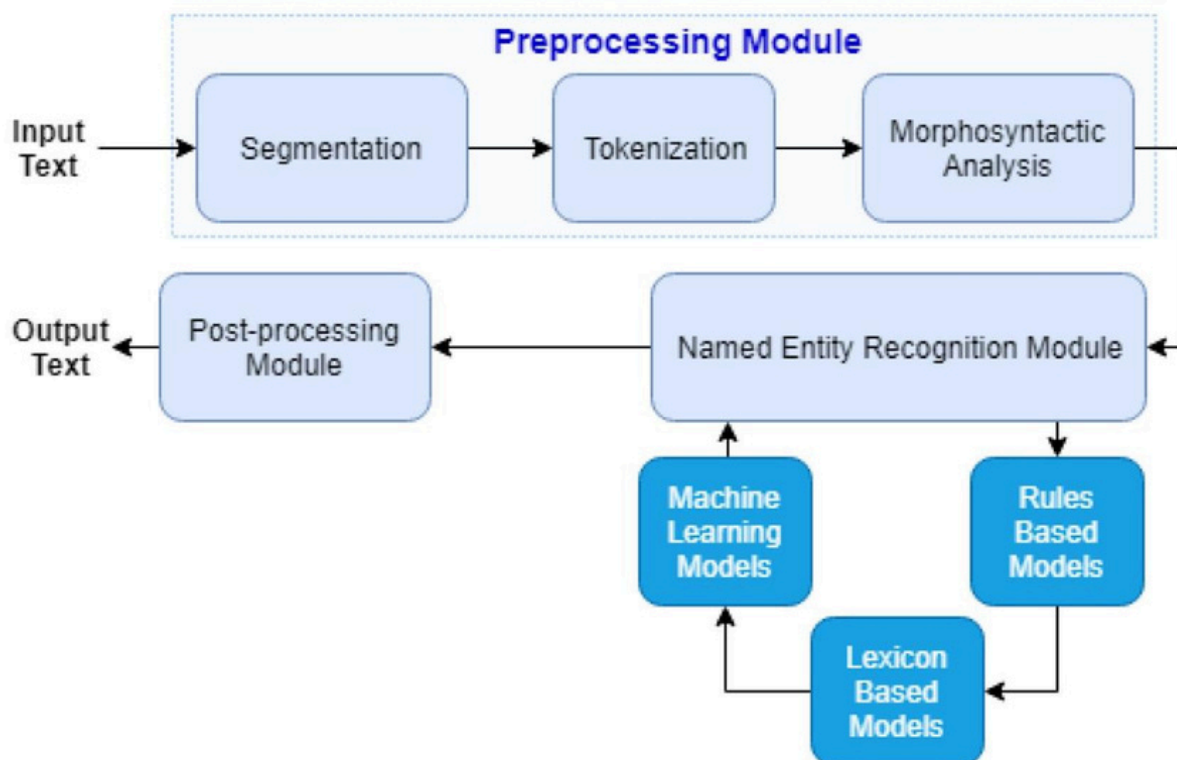 Preprocessing Module
Input
Text
Segmentation
Tokenization
Morphosyntactic
Analysis
Output
Text
Post-processing
Module
Named Entity Recognition Module
Machine
Learning
Models
Rules
Based
Models
Lexicon
Based
Models